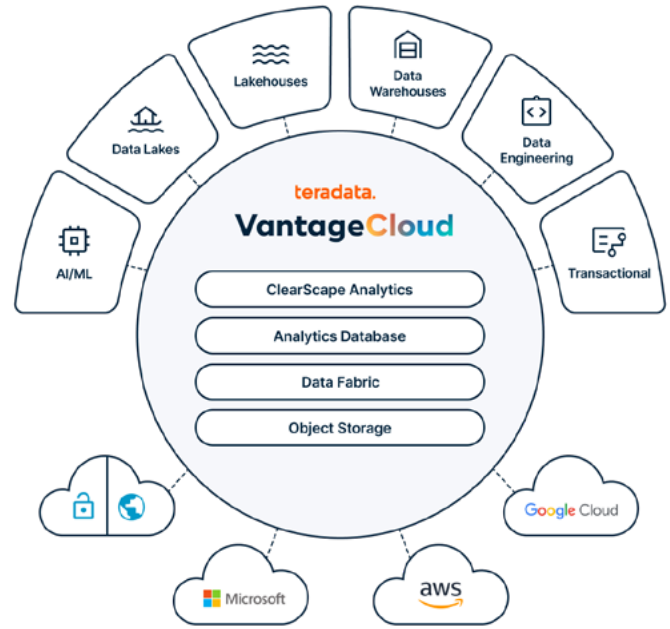 Lakehouses
Data
Warehouses
Data Lakes
Data
Engineering
AI/ML
Transactional
teradata.
VantageCloud
ClearScape Analytics
Analytics Database
Data Fabric
Object Storage
Google Cloud
Microsoft
aws